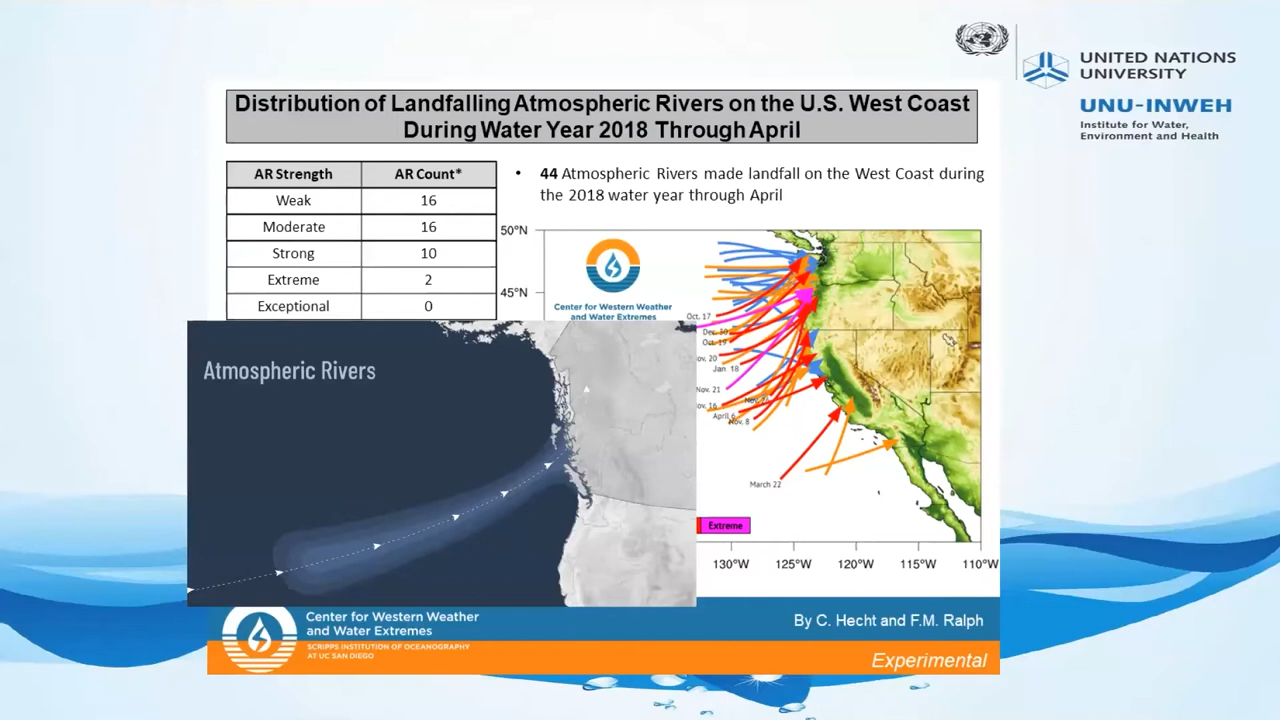 UNITED NATIONS
UNIVERSITY
UNU-INWEH
Institute for Water,
Environment and Health
Distribution of Landfalling Atmospheric Rivers on the U.S. West Coast
During Water Year 2018 Through April
AR Strength AR Count*
Weak 16
Moderate 16
Strong 10
Extreme 2
Exceptional 0
• 44 Atmospheric Rivers made landfall on the West Coast during
the 2018 water year through April
50°N
45°N
Center for Western Weather
and Water Extremes
Oct. 17
Dec. 30
Oct. 19
ov. 20
Jan. 18
Nov. 21
ov. 16
April 6
Nov. 8
March 22
Extreme
130°W 125°W 120°W 115°W 110°W
Atmospheric Rivers
Center for Western Weather
and Water Extremes
SCRIPPS INSTITUTION OF OCEANOGRAPHY
AT UC SAN DIEGO
By C. Hecht and F.M. Ralph
Experimental